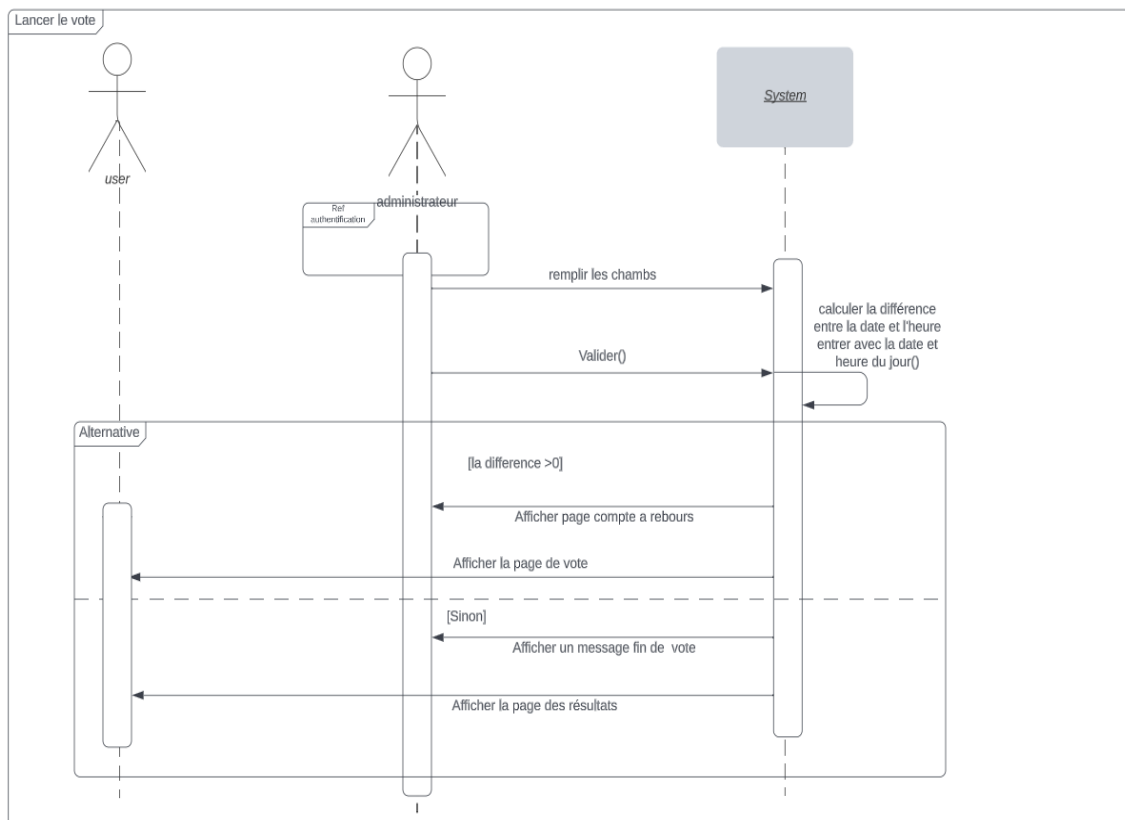 Lancer le vote
System
user
administrateur
Ref
authentification
remplir les chambs
calculer la différence
entre la date et l'heure
entrer avec la date et
heure du jour()
Valider()
Alternative
[la difference >0]
Afficher page compte a rebours
Afficher la page de vote
[Sinon]
Afficher un message fin de vote
Afficher la page des résultats